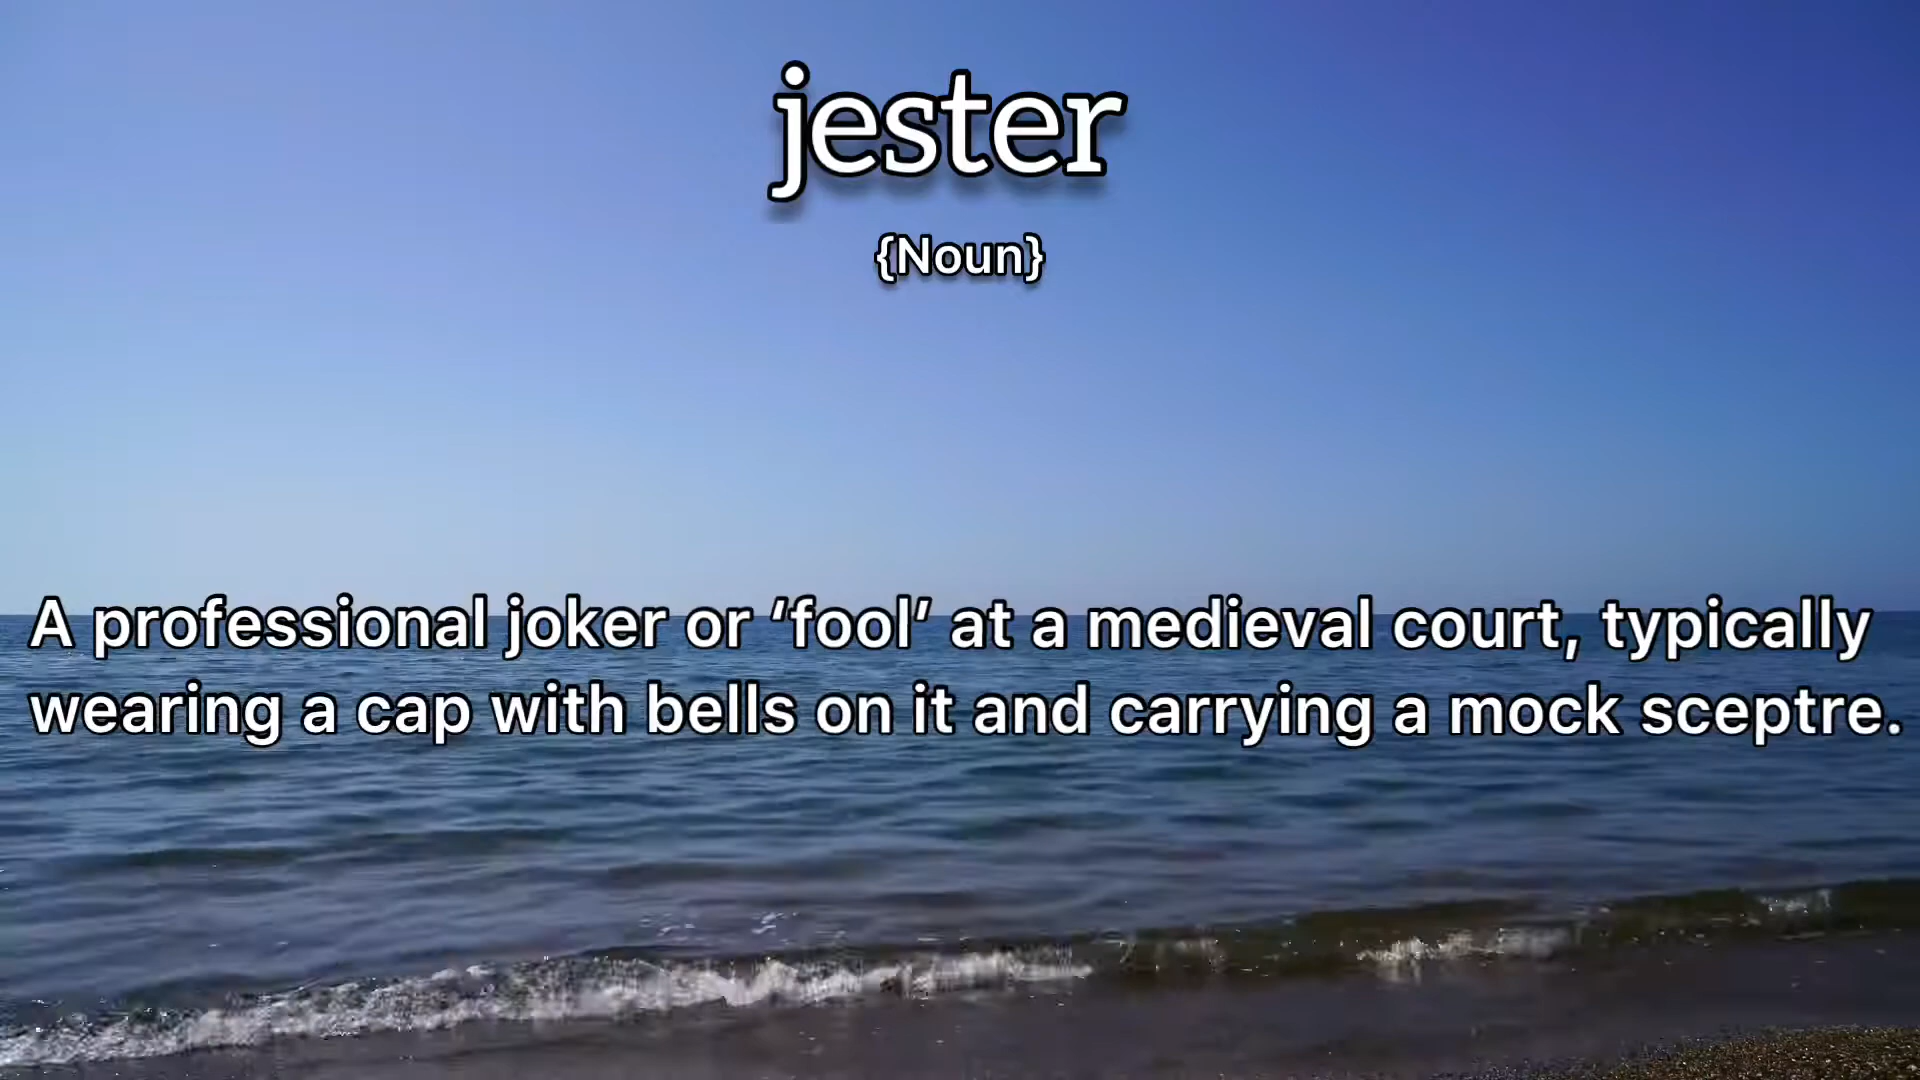 jester
{Noun}
A professional joker or ‘fool’ at a medieval court, typically
wearing a cap with bells on it and carrying a mock sceptre.